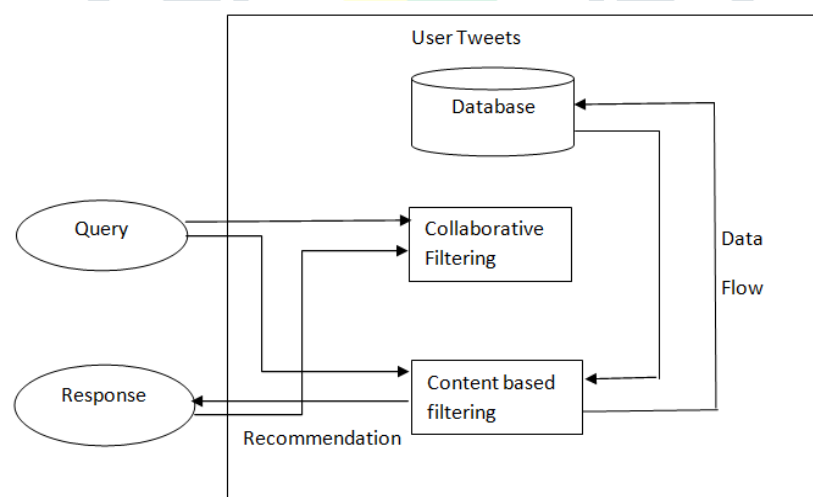 User Tweets
Database
Query
Collaborative
Filtering
Data
Flow
Response
Content based
filtering
Recommendation